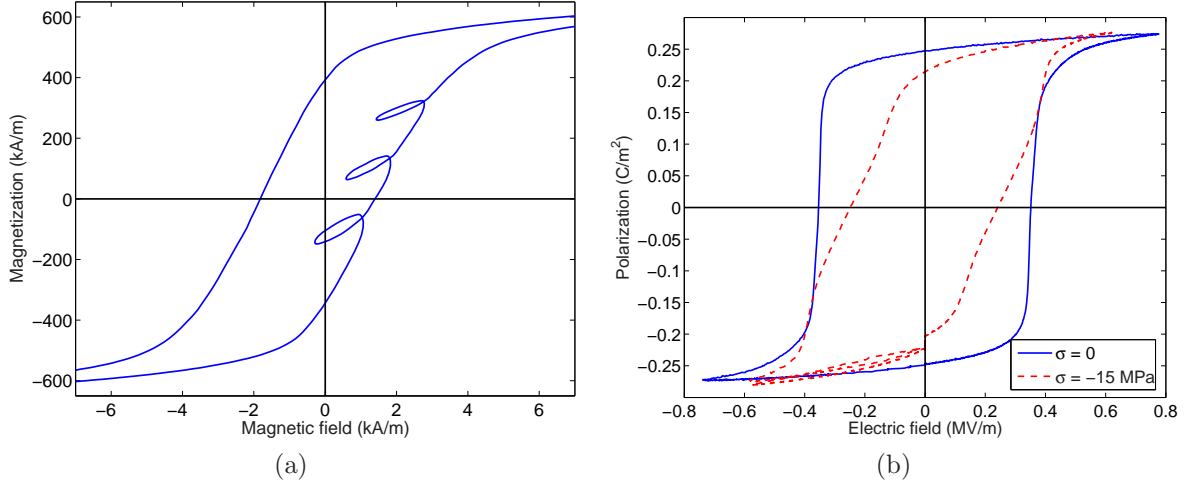 600
400
200
0
−200
−400
−600
Magnetization (kA/m)
−6 −4 −2 0 2 4 6
Magnetic field (kA/m)
(a)
0.25
0.2
0.15
0.1
0.05
0
−0.05
−0.1
−0.15
−0.2
−0.25
Polarization (C/m²)
σ = 0
σ = −15 MPa
−0.8 −0.6 −0.4 −0.2 0 0.2 0.4 0.6 0.8
Electric field (MV/m)
(b)